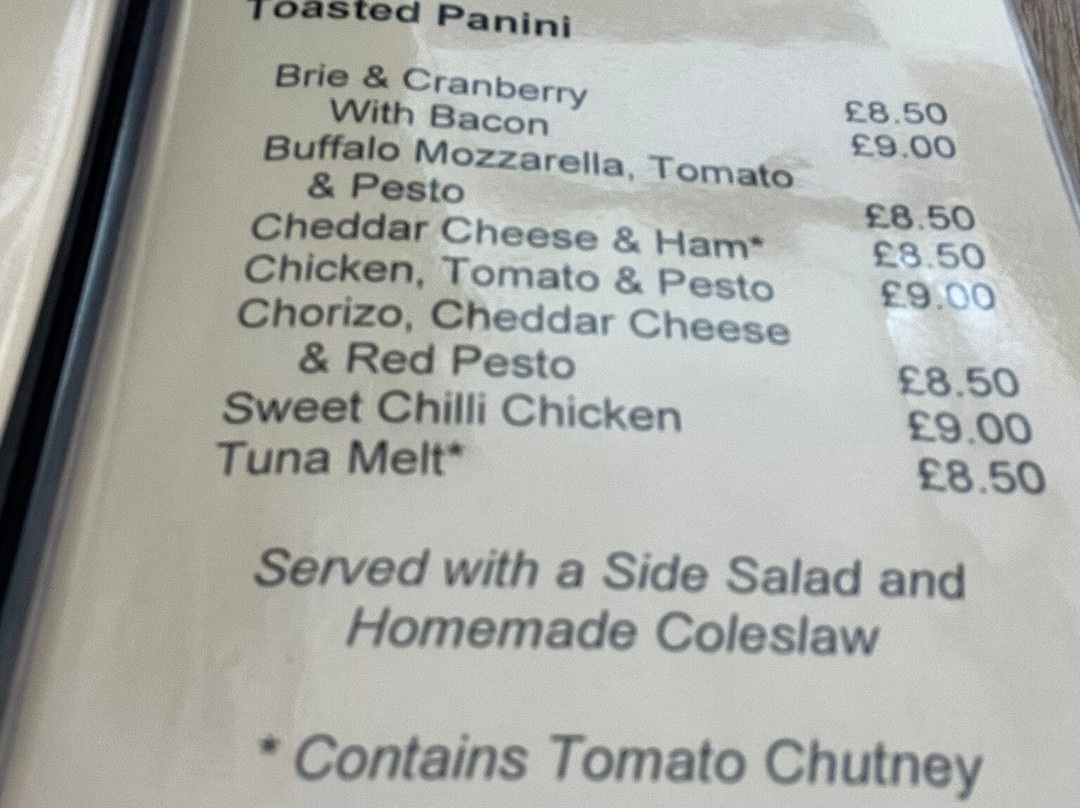 Toasted Panini
Brie & Cranberry £8.50
With Bacon £9.00
Buffalo Mozzarella, Tomato
& Pesto £8.50
Cheddar Cheese & Ham* £8.50
Chicken, Tomato & Pesto £9.00
Chorizo, Cheddar Cheese
& Red Pesto £8.50
Sweet Chilli Chicken £9.00
Tuna Melt* £8.50
Served with a Side Salad and
Homemade Coleslaw
* Contains Tomato Chutney